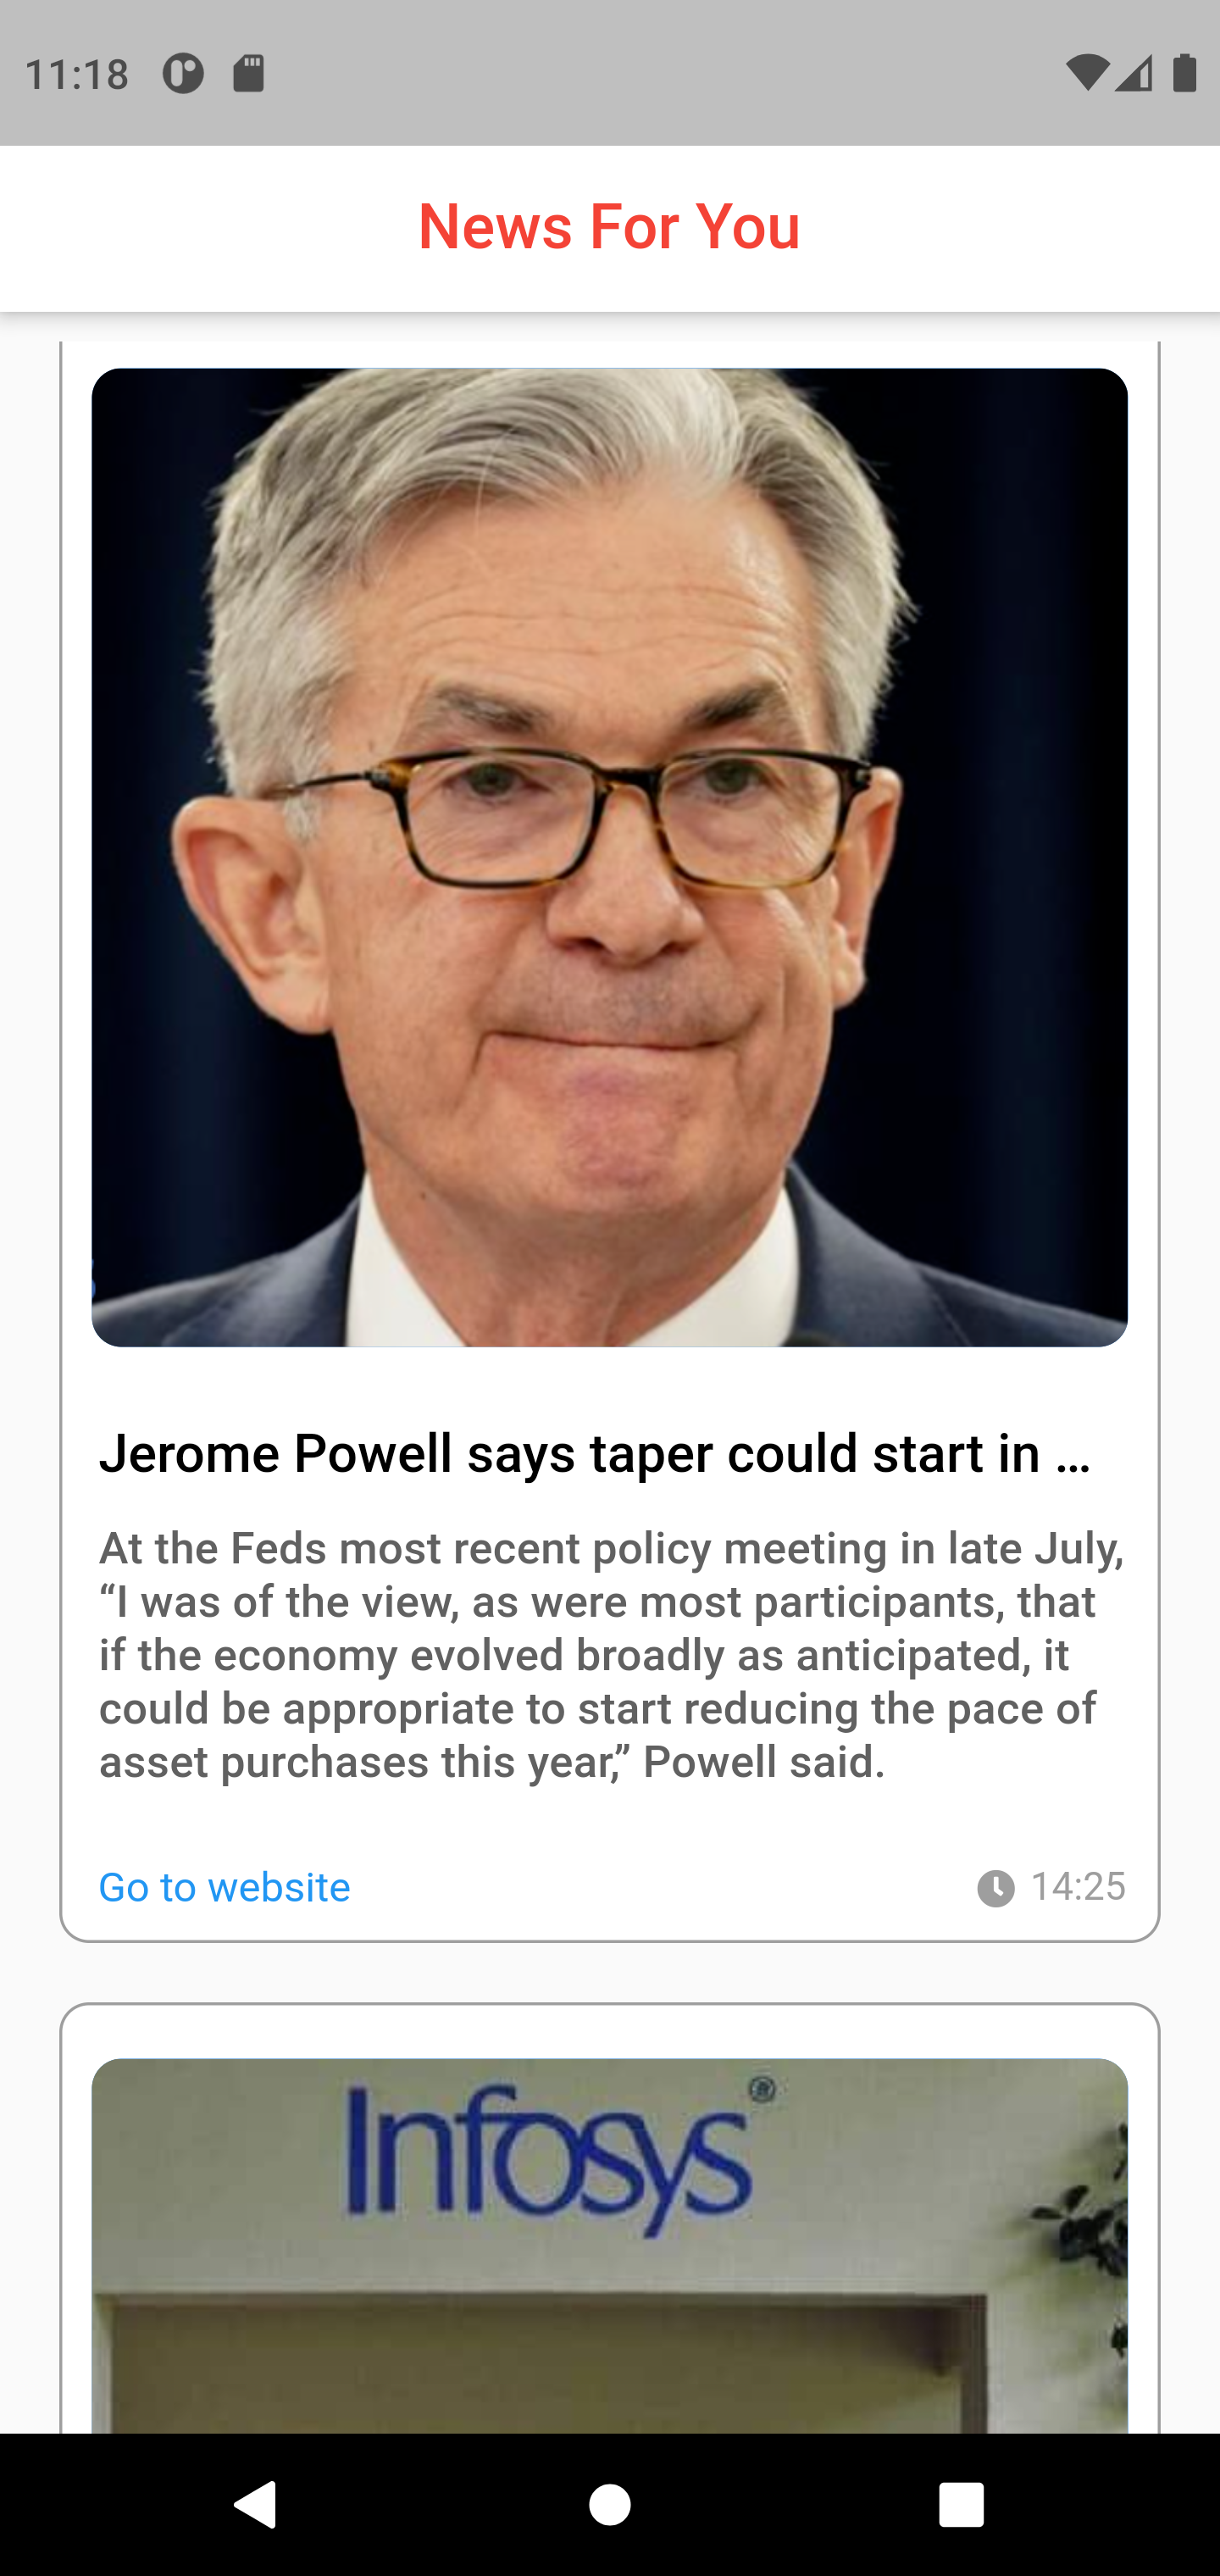 11:18
News For You
Jerome Powell says taper could start in ...
At the Feds most recent policy meeting in late July,
“I was of the view, as were most participants, that
if the economy evolved broadly as anticipated, it
could be appropriate to start reducing the pace of
asset purchases this year,” Powell said.
Go to website
14:25
Infosys®